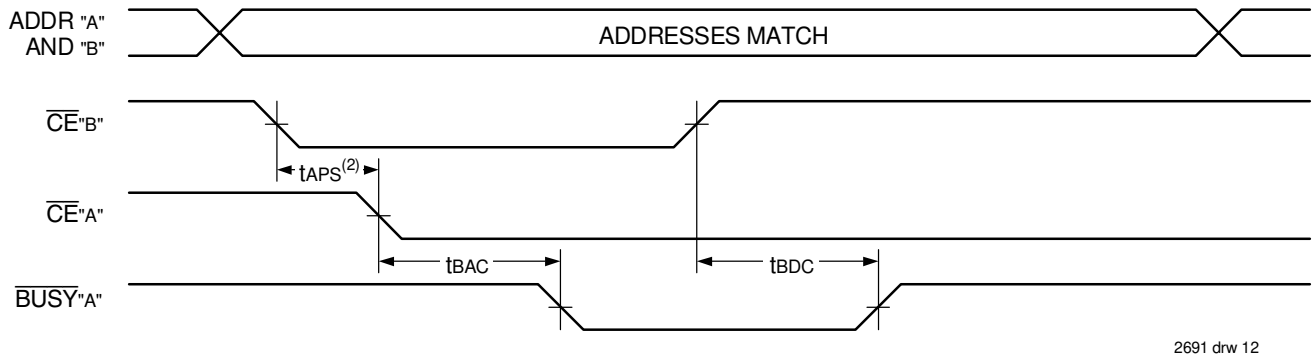 ADDR "A"
AND "B"
ADDRESSES MATCH
CE"B"
tAPS(2)
CE"A"
tBAC
tBDC
BUSY"A"
2691 drw 12